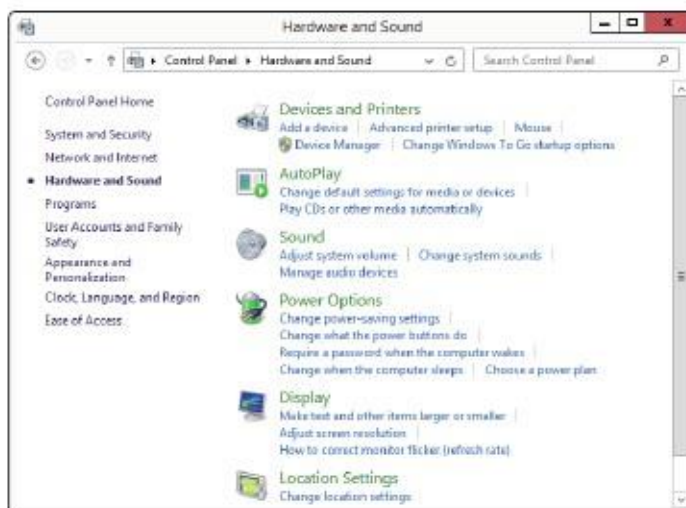 Hardware and Sound
Control Panel Hardware and Sound
Search Control Panel
Control Panel Home
System and Security
Network and Internet
Hardware and Sound
Programs
User Accounts and Family
Safety
Appearance and
Personalization
Clock, Language, and Region
Ease of Access
Devices and Printers
Add a device | Advanced printer setup | Mouse
Device Manager | Change Windows To Go startup options
AutoPlay
Change default settings for media or devices
Play CDs or other media automatically
Sound
Adjust system volume | Change system sounds
Manage audio devices
Power Options
Change power-saving settings
Change what the power buttons do
Require a password when the computer wakes
Change when the computer sleeps | Choose a power plan
Display
Make text and other items larger or smaller
Adjust screen resolution
How to correct monitor flicker (refresh rate)
Location Settings
Change location settings